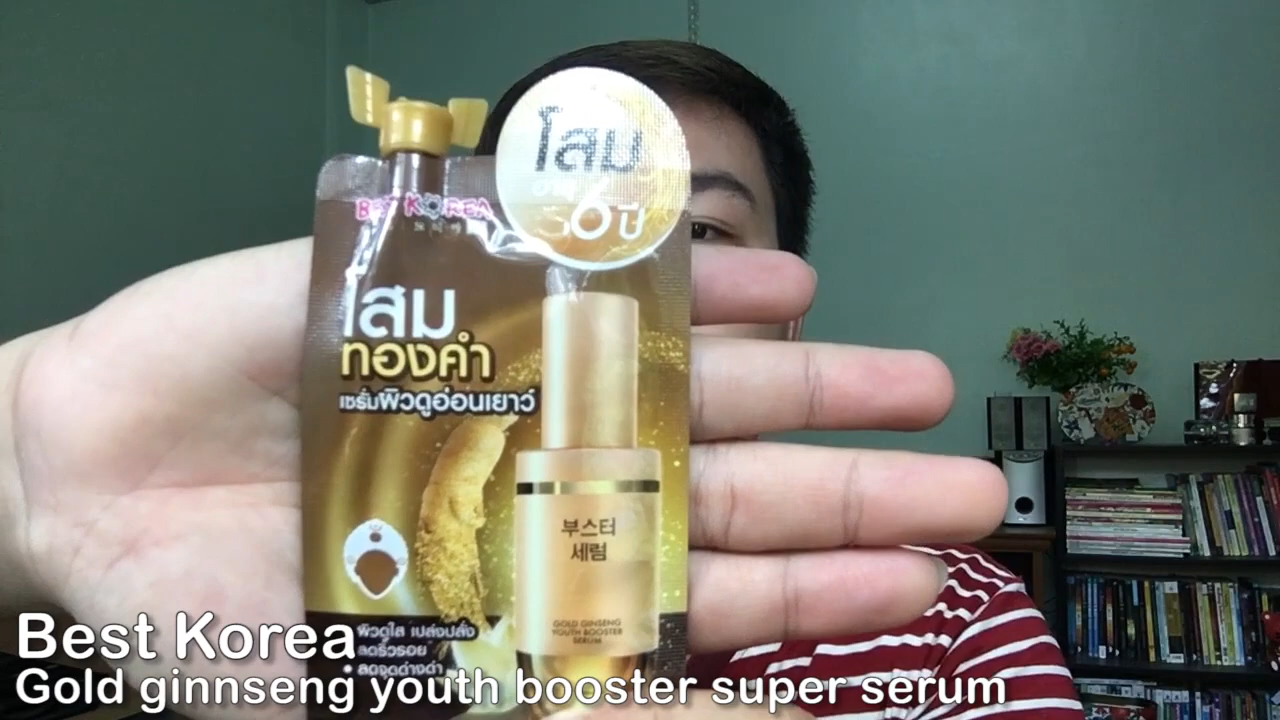 โสม
อายุ
6 ปี
BEST KOREA
โสม
ทองคำ
เซรั่มผิวดูอ่อนเยาว์
부스터
세럼
GOLD GINSENG
YOUTH BOOSTER
SERUM
ผิวดูใส เปล่งปลั่ง
ลดริ้วรอย
• ลดจุดด่างดำ
Best Korea
Gold ginnseng youth booster super serum